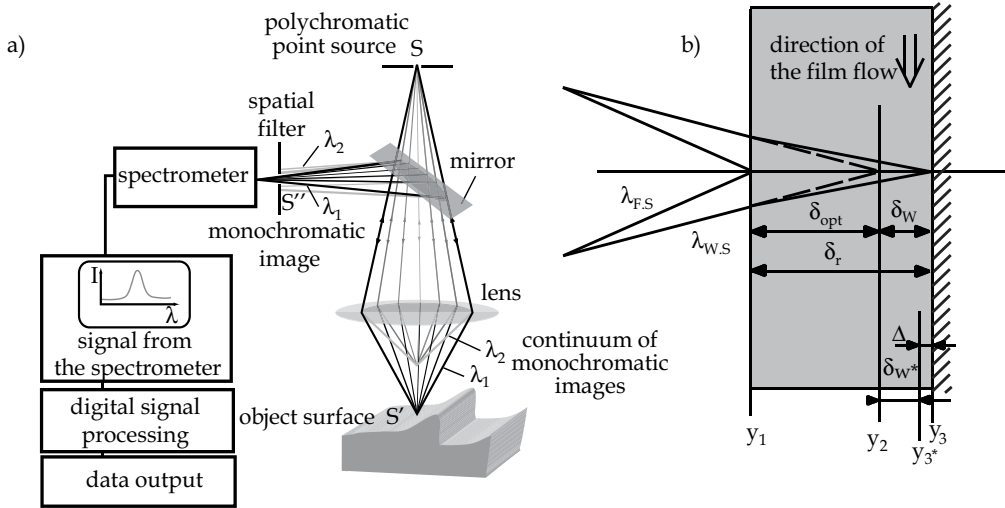 a)
polychromatic
point source
S
spatial
filter
λ2
mirror
spectrometer
S''
λ1
monochromatic
image
lens
I
λ
signal from
the spectrometer
λ2
λ1
continuum of
monochromatic
images
digital signal
processing
object surface
S'
data output
b)
direction of
the film flow
λF.S
λW.S
δopt
δW
δr
Δ
δW*
y1
y2
y3
y3*